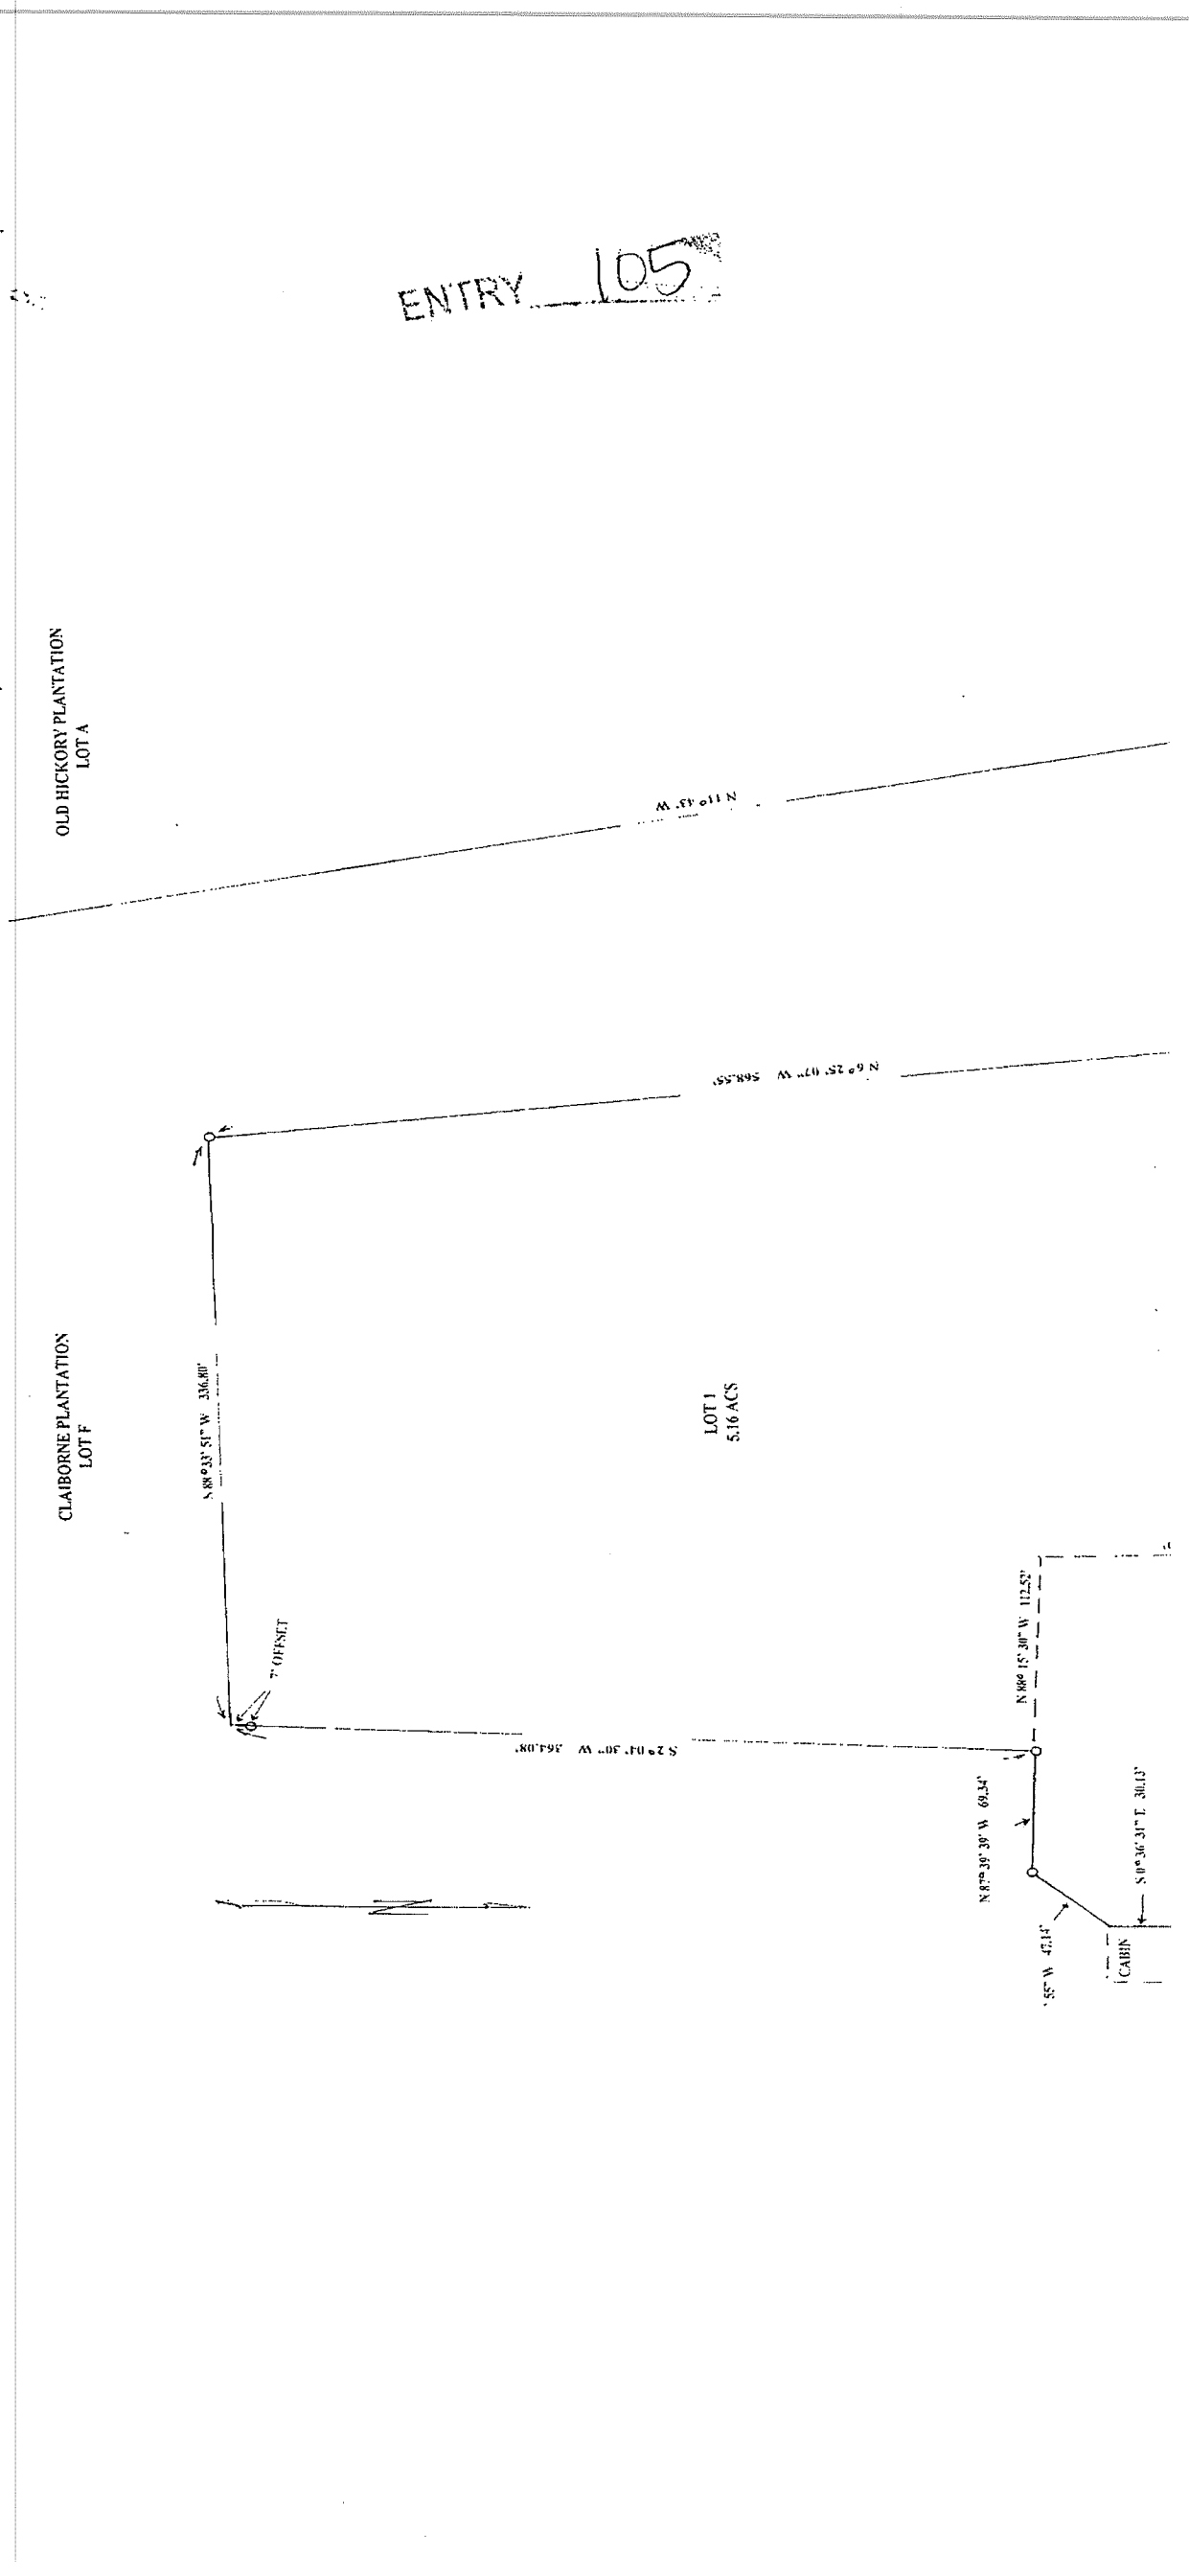 ENTRY 105
OLD HICKORY PLANTATION
LOT A
N 11° 43' W
N 6° 25' 07" W 568.55'
CLAIBORNE PLANTATION
LOT F
S 88° 33' 51" W 336.80'
LOT 1
5.16 ACS
7' OFFSET
S 2° 04' 30" W 364.08'
N
N 88° 15' 30" W 112.52'
N 87° 39' 39" W 69.34'
S 0° 36' 31" E 30.13'
' 55" W 47.14'
CABIN